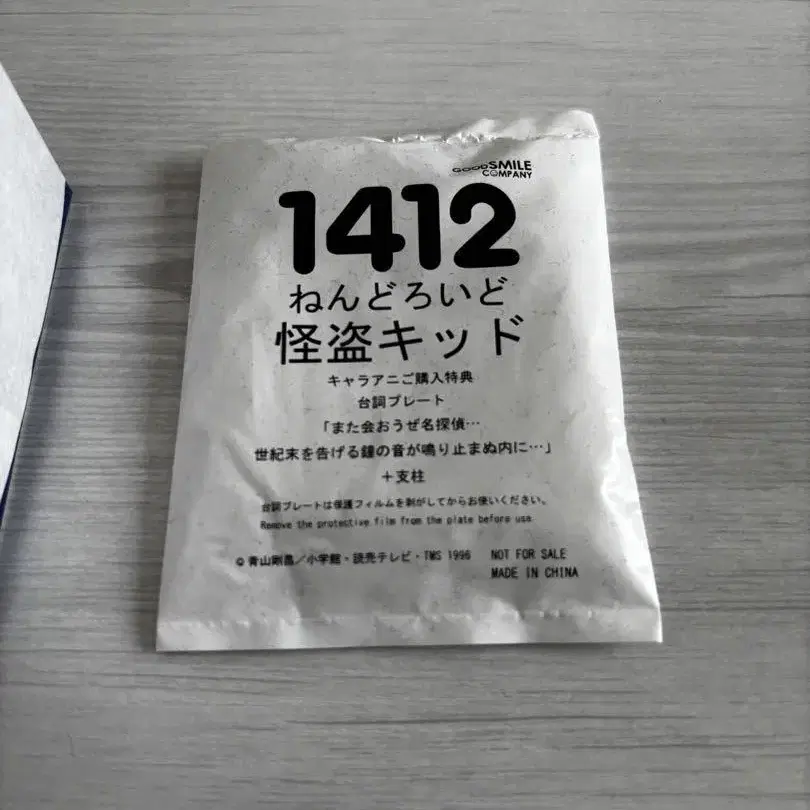 GOODSMILE
COMPANY
1412
ねんどろいど
怪盗キッド
キャラアニご購入特典
台詞プレート
「また会おうぜ名探偵…
世紀末を告げる鐘の音が鳴り止まぬ内に…」
＋支柱
台詞プレートは保護フィルムを剥がしてからお使いください。
Remove the protective film from the plate before use
©青山剛昌／小学館・読売テレビ・TMS 1996 NOT FOR SALE
MADE IN CHINA